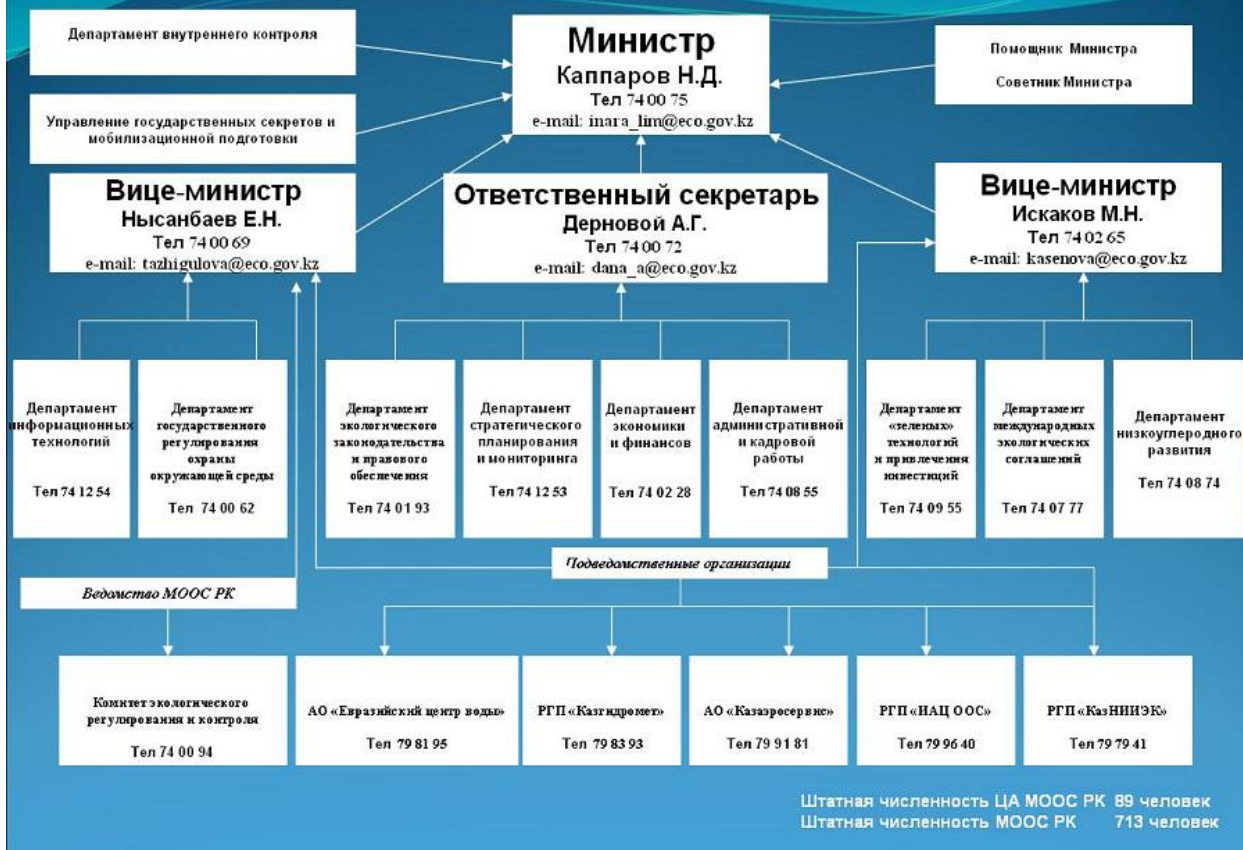 Департамент внутреннего контроля
Управление государственных секретов и
мобилизационной подготовки
Министр
Каппаров Н.Д.
Тел 74 00 75
e-mail: inara_lim@eco.gov.kz
Помощник Министра
Советник Министра
Вице-министр
Нысанбаев Е.Н.
Тел 74 00 69
e-mail: tazhigulova@eco.gov.kz
Ответственный секретарь
Дерновой А.Г.
Тел 74 00 72
e-mail: dana_a@eco.gov.kz
Вице-министр
Искаков М.Н.
Тел 74 02 65
e-mail: kasenova@eco.gov.kz
Департамент
информационных
технологий
Тел 74 12 54
Департамент
государственного
регулирования
охраны
окружающей среды
Тел 74 00 62
Департамент
экологического
законодательства
и правового
обеспечения
Тел 74 01 93
Департамент
стратегического
планирования
и мониторинга
Тел 74 12 53
Департамент
экономики
и финансов
Тел 74 02 28
Департамент
административной
и кадровой
работы
Тел 74 08 55
Департамент
«зеленых»
технологий
и привлечения
инвестиций
Тел 74 09 55
Департамент
международных
экологических
соглашений
Тел 74 07 77
Департамент
низкоуглеродного
развития
Тел 74 08 74
Ведомство МООС РК
Подведомственные организации
Комитет экологического
регулирования и контроля
Тел 74 00 94
АО «Евразийский центр воды»
Тел 79 81 95
РГП «Казгидромет»
Тел 79 83 93
АО «Казаэросервис»
Тел 79 91 81
РГП «ИАЦ ООС»
Тел 79 96 40
РГП «КазНИИЭК»
Тел 79 79 41
Штатная численность ЦА МООС РК 89 человек
Штатная численность МООС РК 713 человек